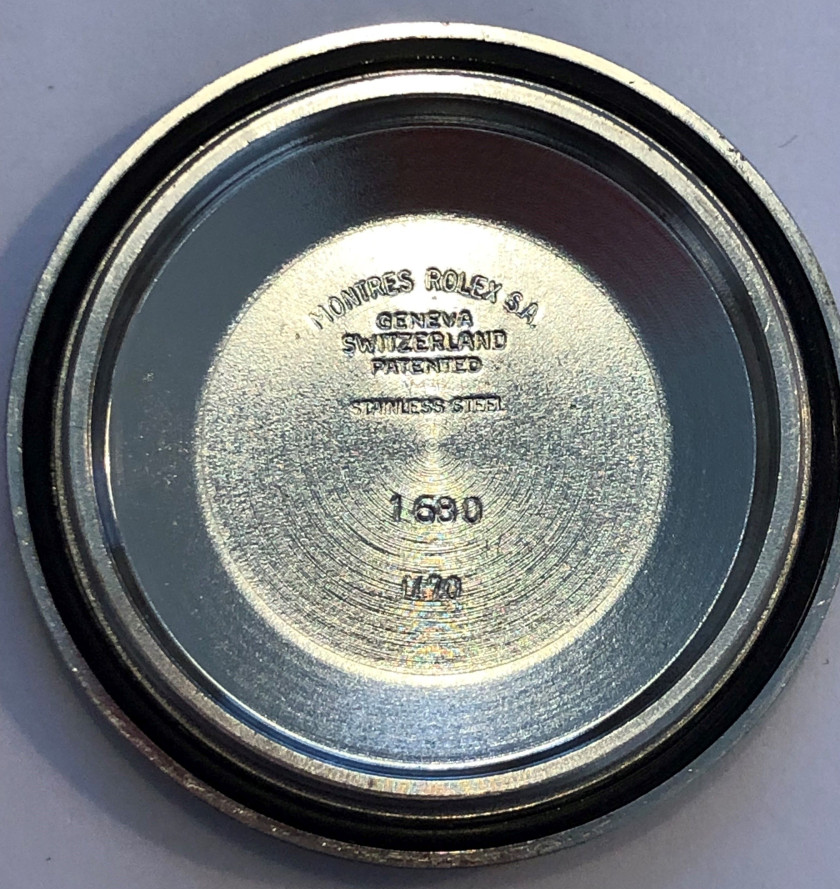 MONTRES ROLEX S.A.
GENEVA
SWITZERLAND
PATENTED
STAINLESS STEEL
1680